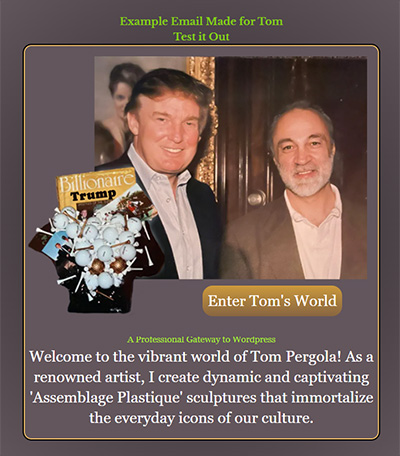 Example Email Made for Tom
Test it Out
Billionaire
Trump
Enter Tom's World
A Professional Gateway to Wordpress
Welcome to the vibrant world of Tom Pergola! As a
renowned artist, I create dynamic and captivating
'Assemblage Plastique' sculptures that immortalize
the everyday icons of our culture.